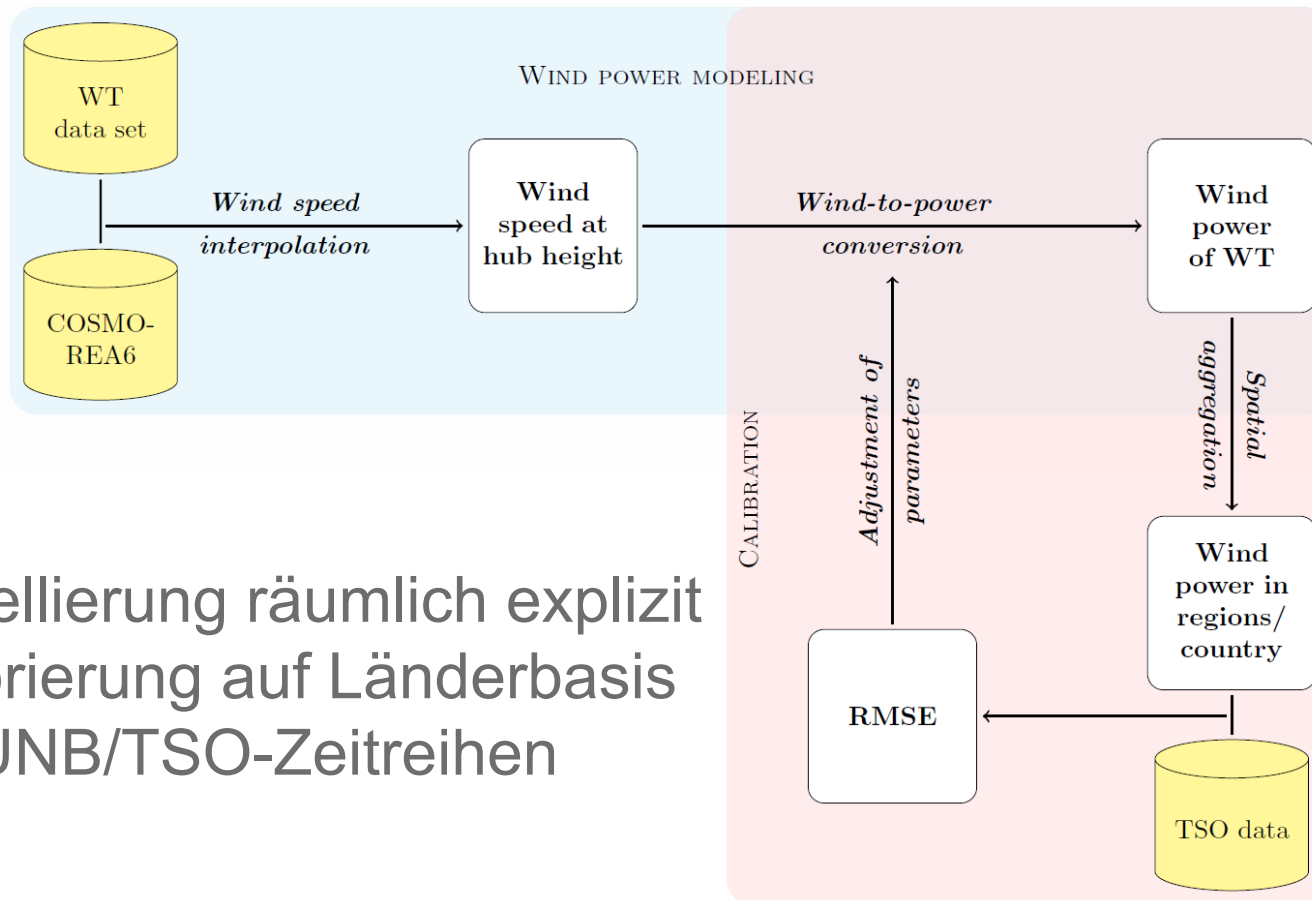 WIND POWER MODELING
WT
data set
COSMO-
REA6
Wind speed
interpolation
Wind
speed at
hub height
Wind-to-power
conversion
Wind
power
of WT
Spatial
aggregation
CALIBRATION
Adjustment of
parameters
Wind
power in
regions/
country
RMSE
TSO data
ellierung räumlich explizit
rierung auf Länderbasis
UNB/TSO-Zeitreihen